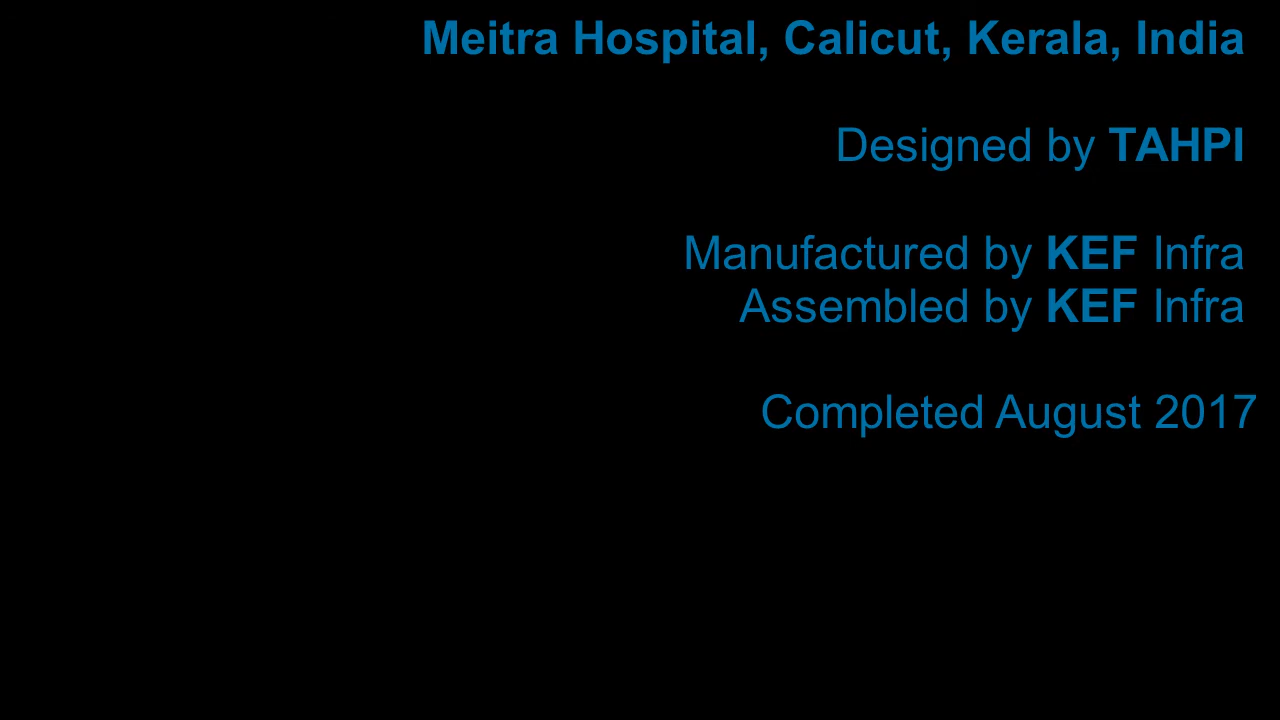 Meitra Hospital, Calicut, Kerala, India
Designed by TAHPI
Manufactured by KEF Infra
Assembled by KEF Infra
Completed August 2017